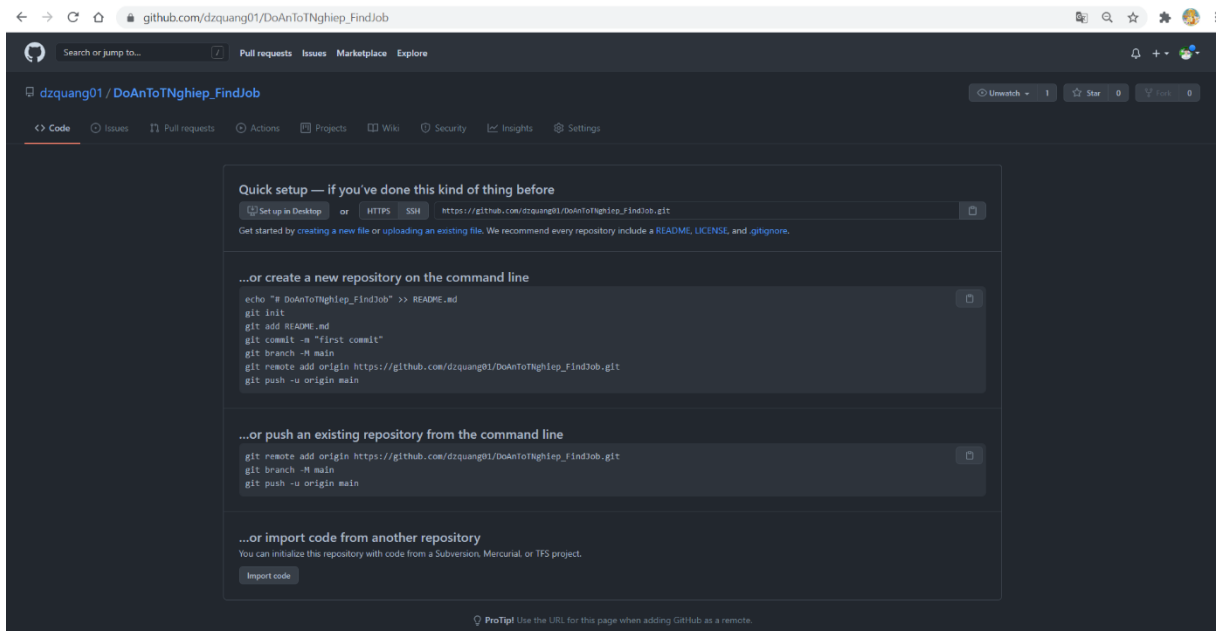 github.com/dzquang01/DoAnToTNghiep_FindJob
Search or jump to... / Pull requests Issues Marketplace Explore
dzquang01 / DoAnToTNghiep_FindJob
Unwatch 1 Star 0 Fork 0
Code Issues Pull requests Actions Projects Wiki Security Insights Settings
Quick setup — if you've done this kind of thing before
Set up in Desktop or HTTPS SSH https://github.com/dzquang01/DoAnToTNghiep_FindJob.git
Get started by creating a new file or uploading an existing file. We recommend every repository include a README, LICENSE, and .gitignore.
...or create a new repository on the command line
echo "# DoAnToTNghiep_FindJob" >> README.md
git init
git add README.md
git commit -m "first commit"
git branch -M main
git remote add origin https://github.com/dzquang01/DoAnToTNghiep_FindJob.git
git push -u origin main
...or push an existing repository from the command line
git remote add origin https://github.com/dzquang01/DoAnToTNghiep_FindJob.git
git branch -M main
git push -u origin main
...or import code from another repository
You can initialize this repository with code from a Subversion, Mercurial, or TFS project.
Import code
ProTip! Use the URL for this page when adding GitHub as a remote.